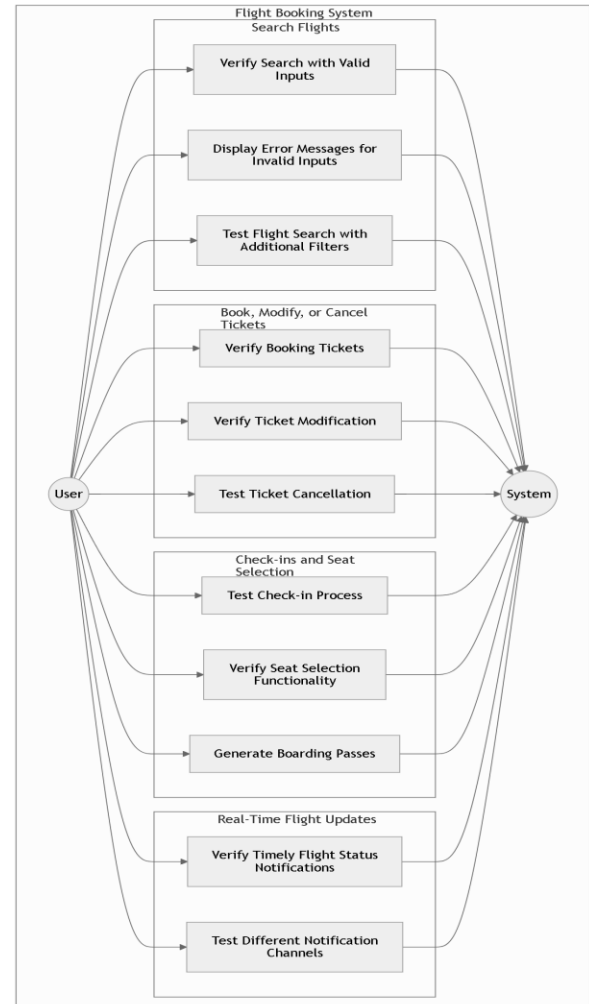 Flight Booking System
Search Flights
Verify Search with Valid
Inputs
Display Error Messages for
Invalid Inputs
Test Flight Search with
Additional Filters
Book, Modify, or Cancel
Tickets
Verify Booking Tickets
Verify Ticket Modification
User
Test Ticket Cancellation
System
Check-ins and Seat
Selection
Test Check-in Process
Verify Seat Selection
Functionality
Generate Boarding Passes
Real-Time Flight Updates
Verify Timely Flight Status
Notifications
Test Different Notification
Channels